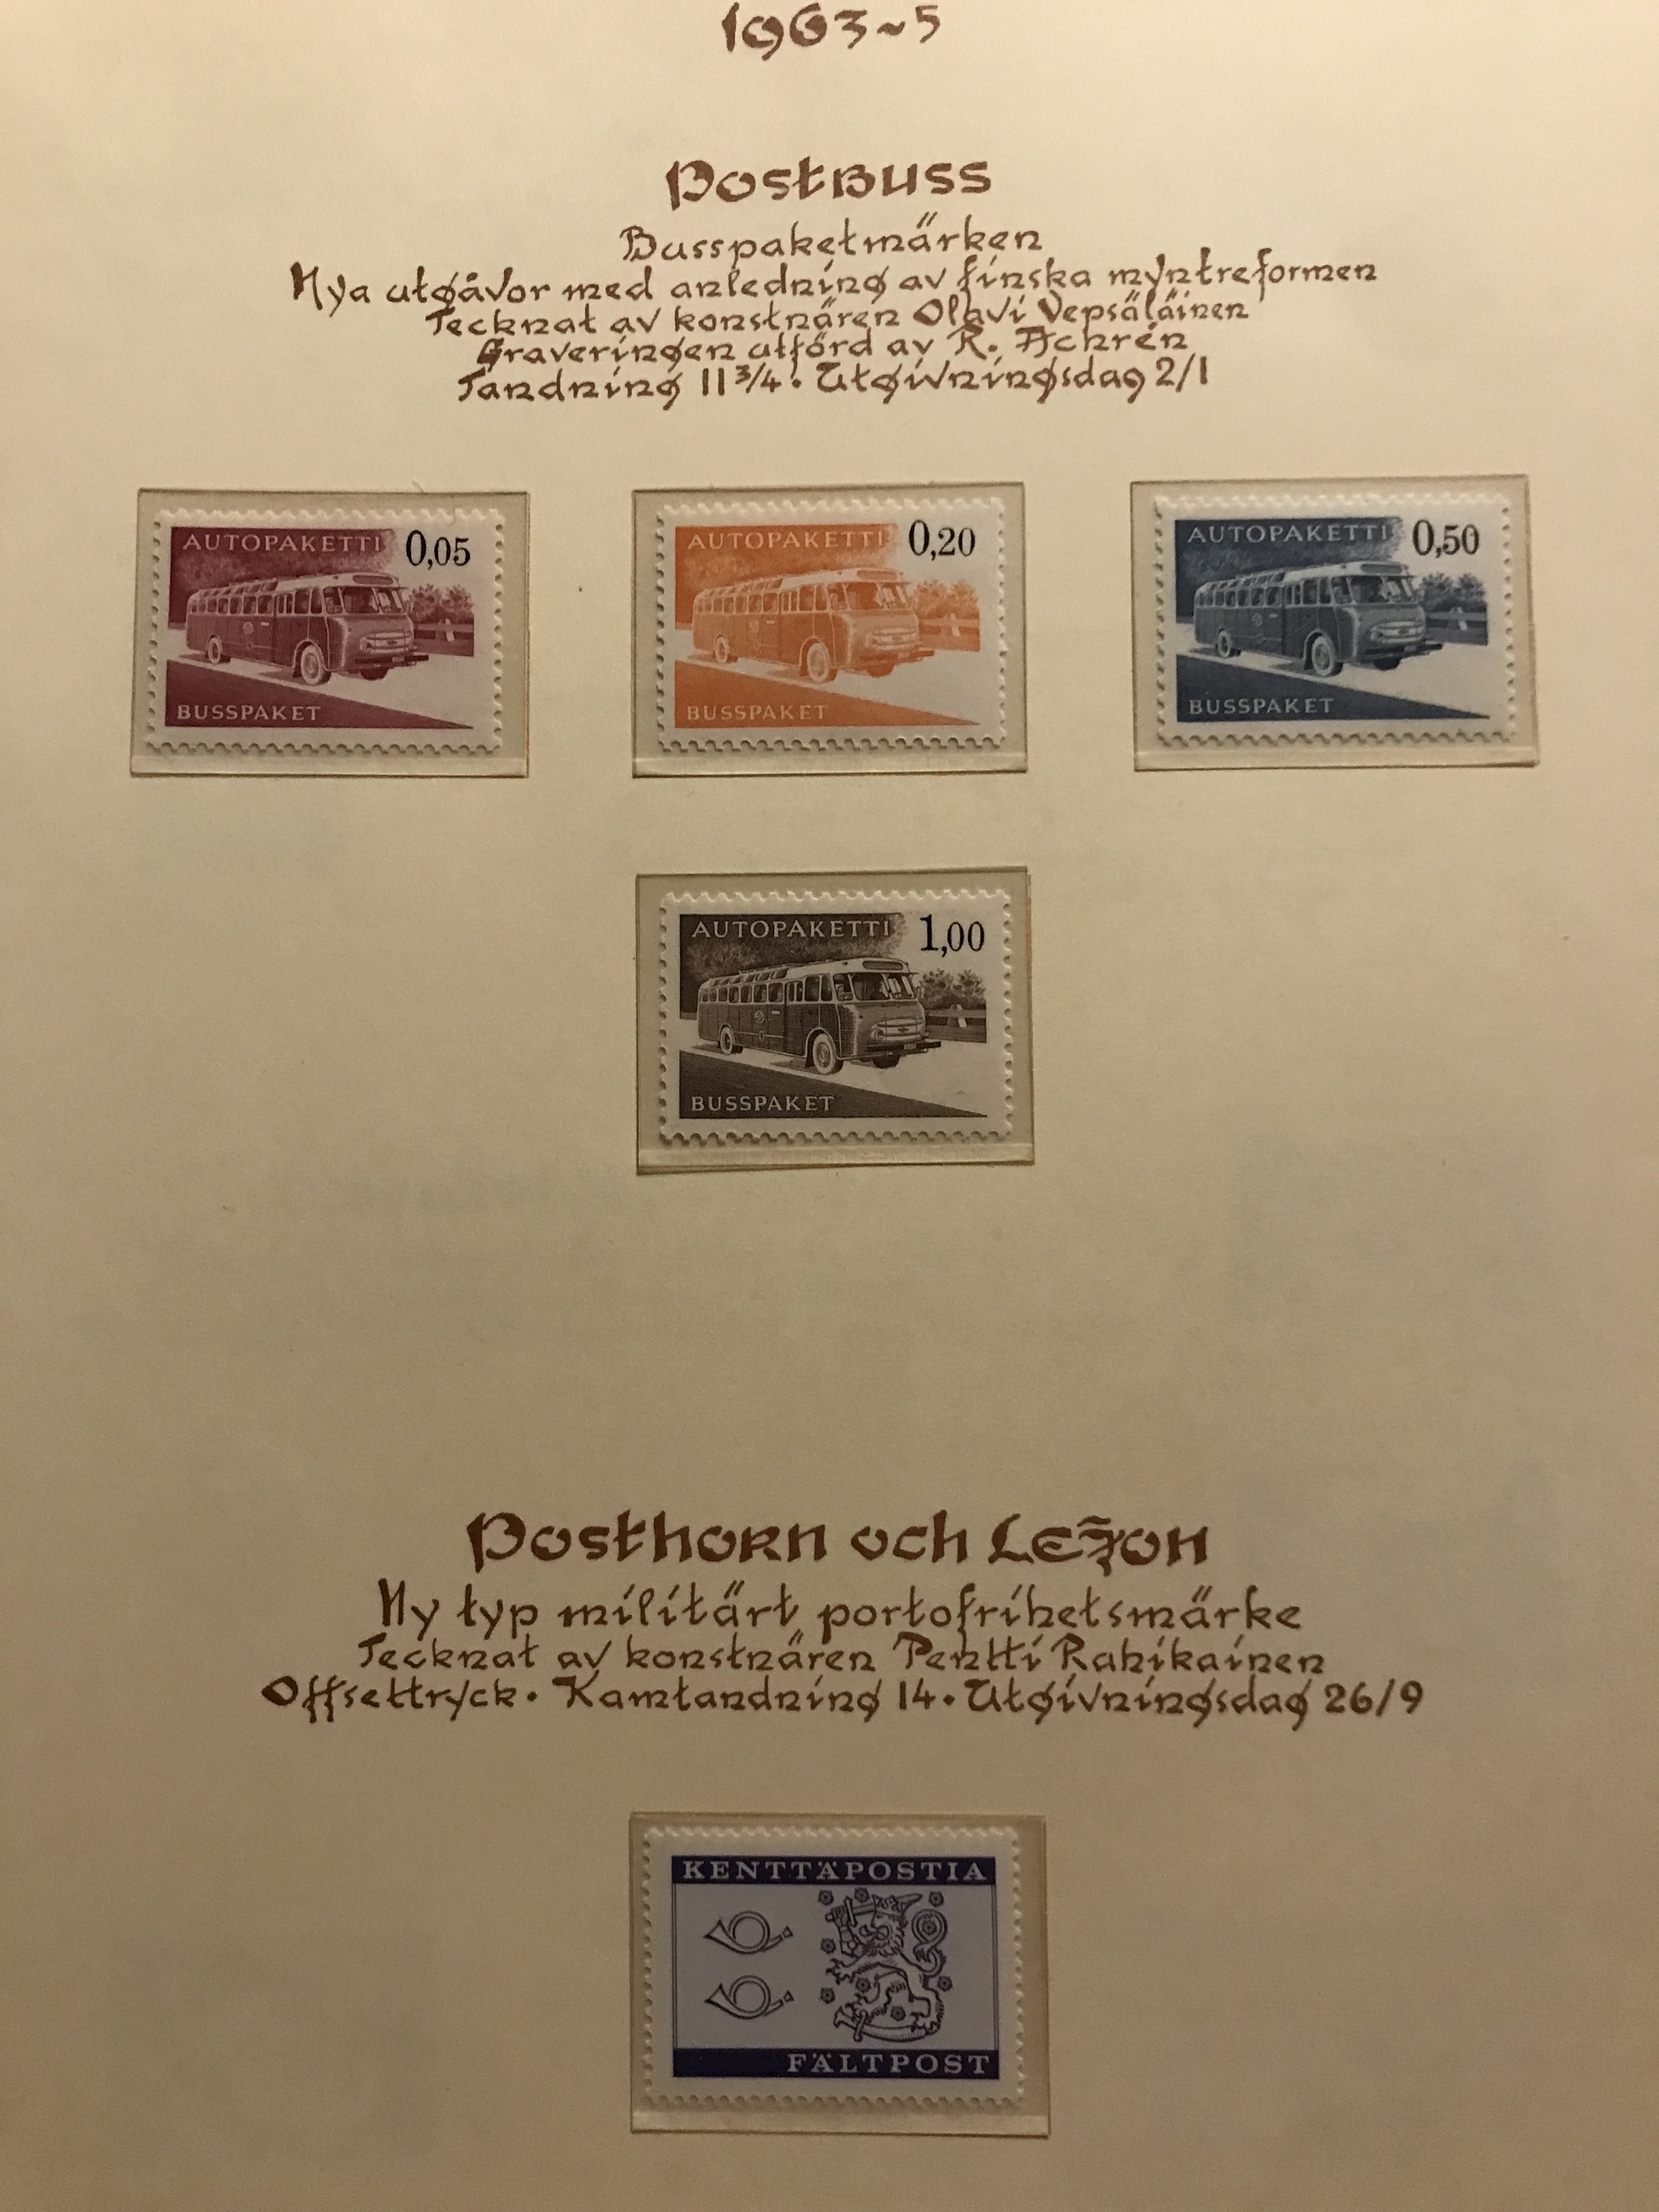 1963~5
Postbuss
Busspaketmärken
Nya utgåvor med anledning av finska myntreformen
Tecknat av konstnären Olavi Vepsäläinen
Graveringen utförd av R. Achrén
Tandning 11 3/4 • Utgivningsdag 2/1
AUTOPAKETTI 0,05
BUSSPAKET
AUTOPAKETTI 0,20
BUSSPAKET
AUTOPAKETTI 0,50
BUSSPAKET
AUTOPAKETTI 1,00
BUSSPAKET
Posthorn och Lejon
Ny typ militärt portofrihetsmärke
Tecknat av konstnären Pentti Rahikainen
Offsettryck • Kamtandning 14 • Utgivningsdag 26/9
KENTTÄPOSTIA
FÄLTPOST